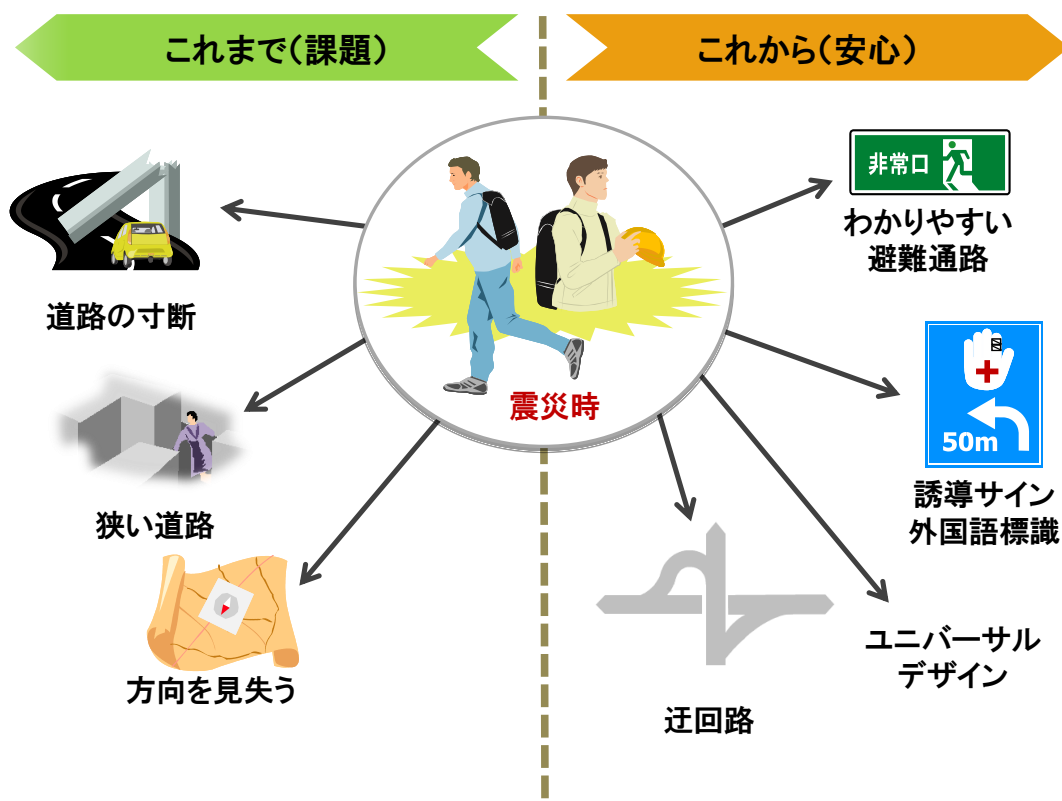 これまで（課題）
これから（安心）
震災時
道路の寸断
狭い道路
方向を見失う
非常口
わかりやすい
避難通路
50m
誘導サイン
外国語標識
ユニバーサル
デザイン
迂回路